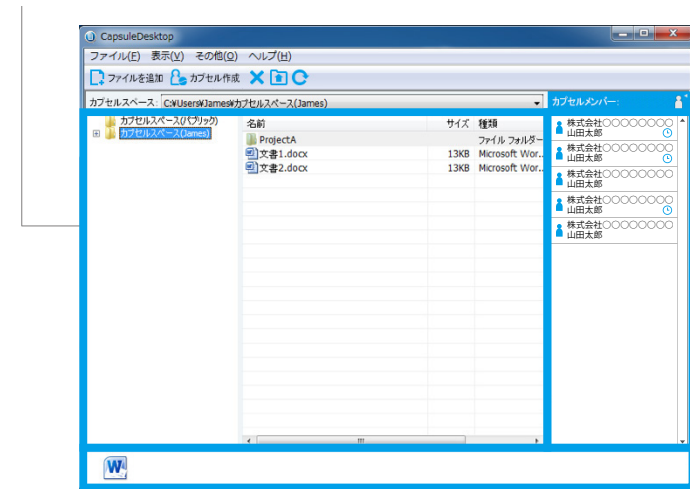 CapsuleDesktop
ファイル(F) 表示(V) その他(O) ヘルプ(H)
ファイルを追加 カプセル作成
カプセルスペース: C:¥Users¥James¥カプセルスペース(James)
カプセルメンバー:
カプセルスペース(パブリック)
カプセルスペース(James)
名前 サイズ 種類
ProjectA ファイル フォルダー
文書1.docx 13KB Microsoft Wor...
文書2.docx 13KB Microsoft Wor...
株式会社○○○○○○○○
山田太郎
株式会社○○○○○○○○
山田太郎
株式会社○○○○○○○○
山田太郎
株式会社○○○○○○○○
山田太郎
株式会社○○○○○○○○
山田太郎
W